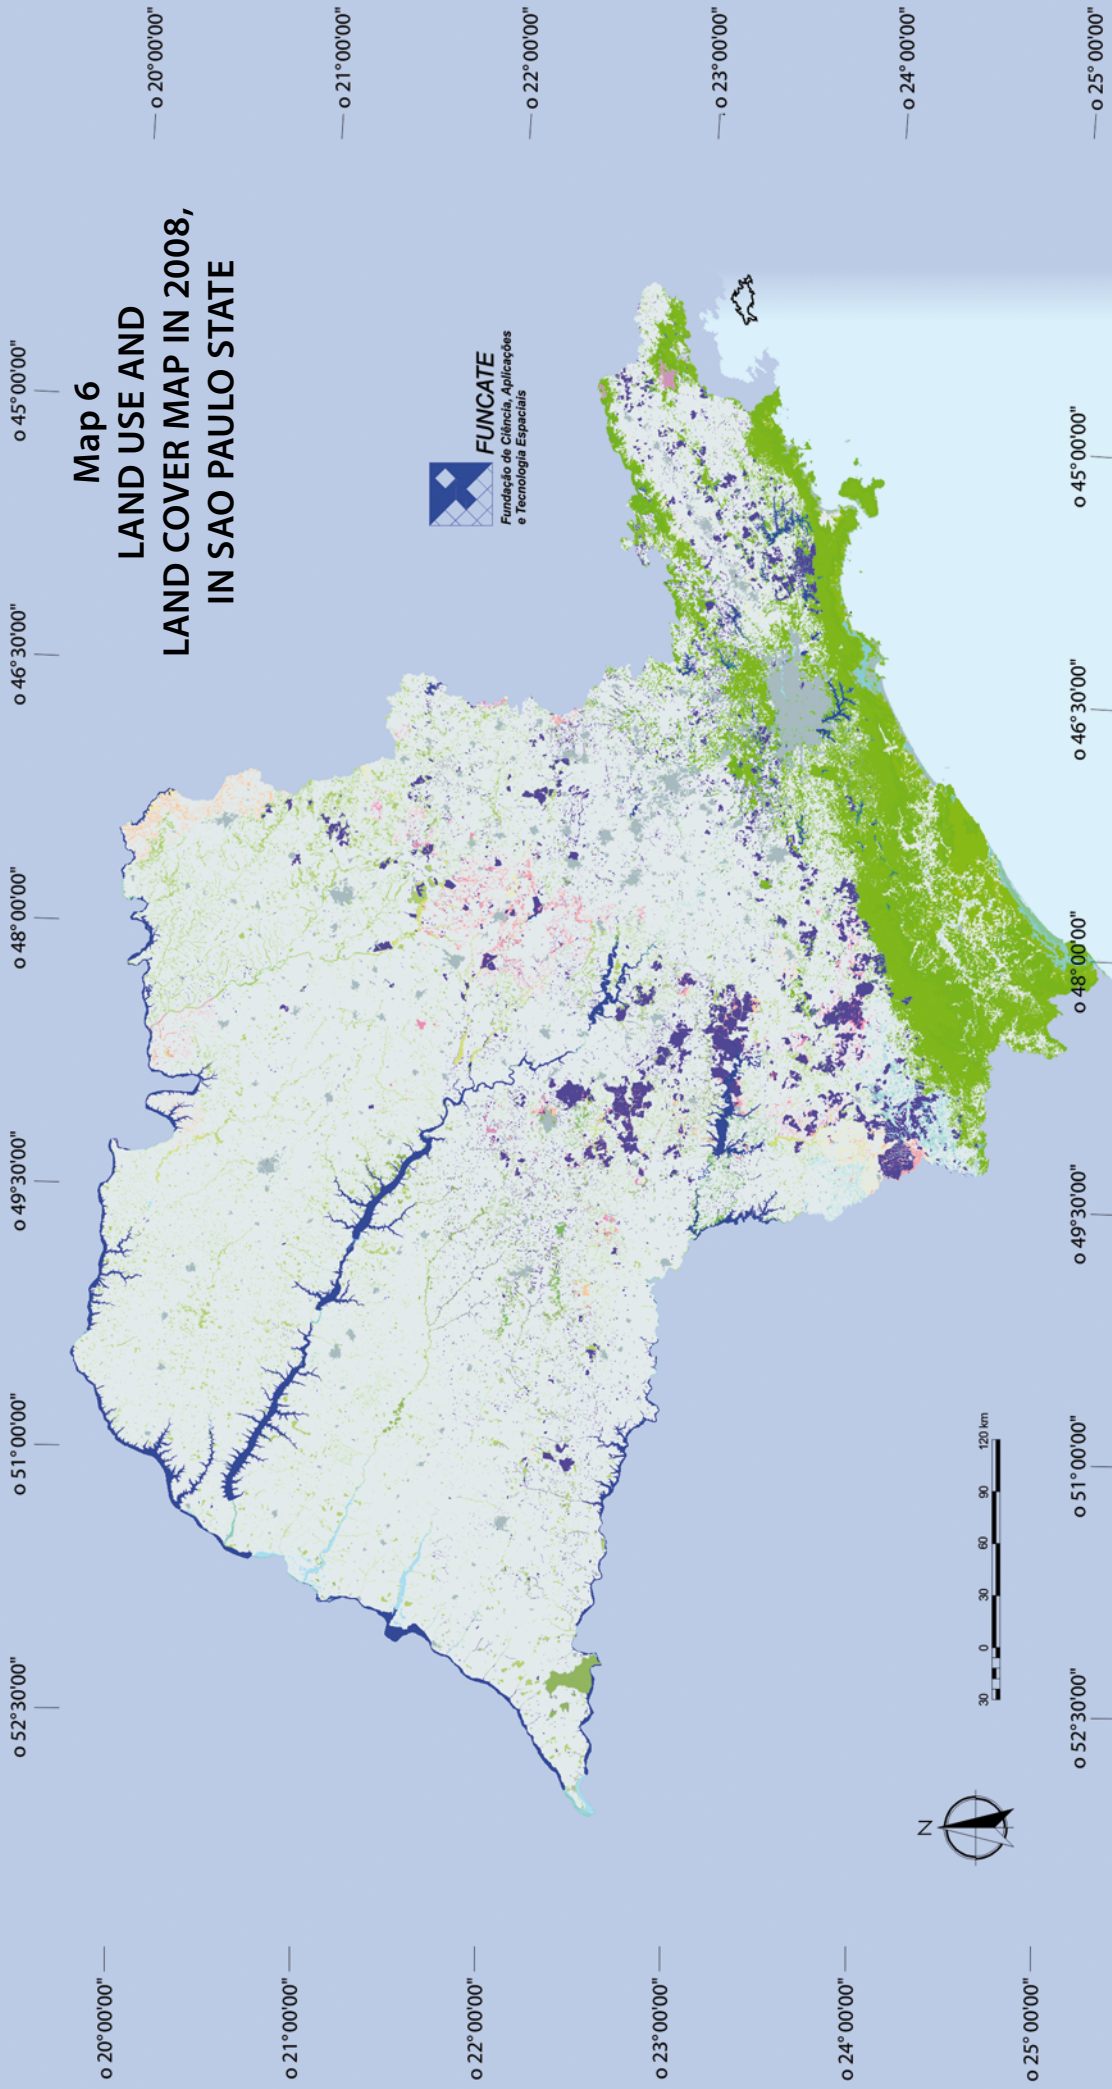 Map 6
LAND USE AND
LAND COVER MAP IN 2008,
IN SAO PAULO STATE
FUNCATE
Fundação de Ciência, Aplicações
e Tecnologia Espaciais
o 52°30'00"
o 51°00'00"
o 49°30'00"
o 48°00'00"
o 46°30'00"
o 45°00'00"
o 20°00'00"
o 21°00'00"
o 22°00'00"
o 23°00'00"
o 24°00'00"
o 25°00'00"
o 20°00'00"
o 21°00'00"
o 22°00'00"
o 23°00'00"
o 24°00'00"
o 25°00'00"
N
30 0 30 60 90 120 km
o 52°30'00"
o 51°00'00"
o 49°30'00"
o 48°00'00"
o 46°30'00"
o 45°00'00"